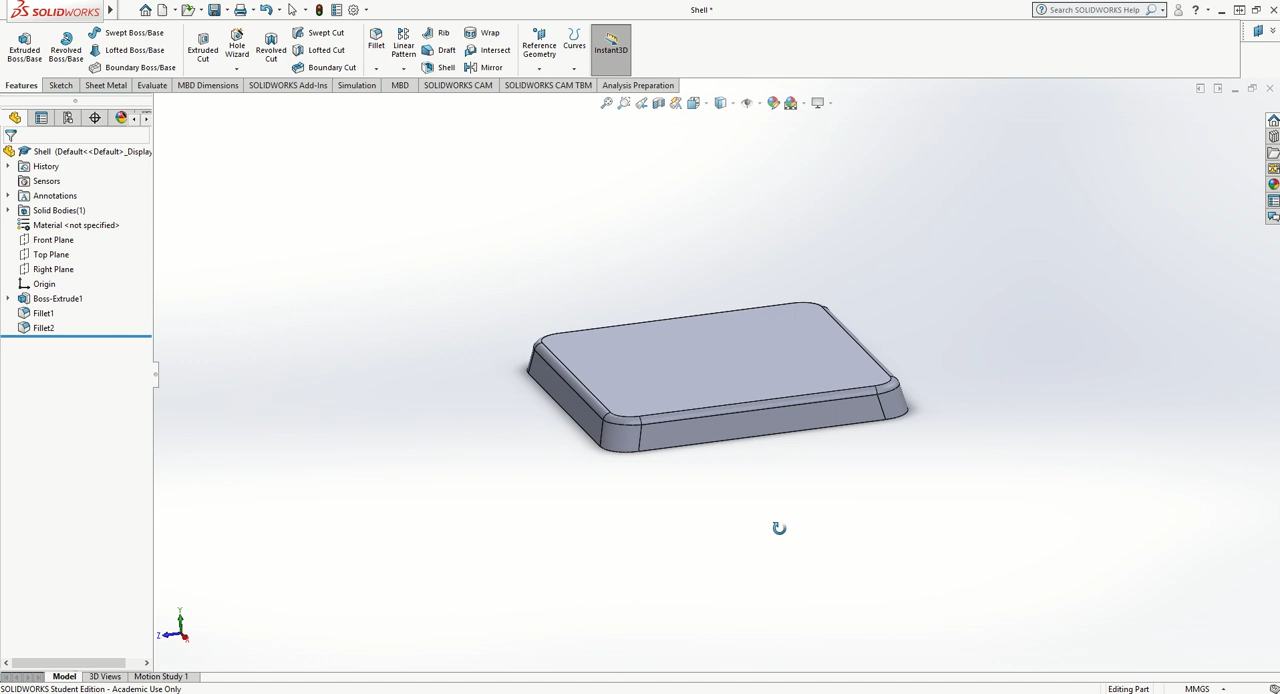 SOLIDWORKS
Shell *
Search SOLIDWORKS Help
?
Extruded Boss/Base
Revolved Boss/Base
Swept Boss/Base
Lofted Boss/Base
Boundary Boss/Base
Extruded Cut
Hole Wizard
Revolved Cut
Swept Cut
Lofted Cut
Boundary Cut
Fillet
Linear Pattern
Rib
Draft
Shell
Wrap
Intersect
Mirror
Reference Geometry
Curves
Instant3D
Features
Sketch
Sheet Metal
Evaluate
MBD Dimensions
SOLIDWORKS Add-Ins
Simulation
MBD
SOLIDWORKS CAM
SOLIDWORKS CAM TBM
Analysis Preparation
Shell (Default<<Default>_Display
History
Sensors
Annotations
Solid Bodies(1)
Material <not specified>
Front Plane
Top Plane
Right Plane
Origin
Boss-Extrude1
Fillet1
Fillet2
Y
Z
X
Model
3D Views
Motion Study 1
SOLIDWORKS Student Edition - Academic Use Only
Editing Part
MMGS